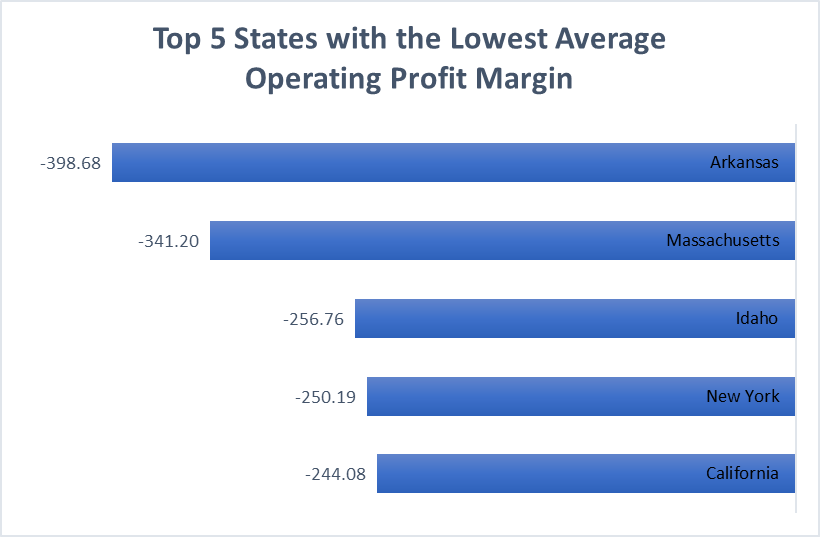 Top 5 States with the Lowest Average
Operating Profit Margin
-398.68 Arkansas
-341.20 Massachusetts
-256.76 Idaho
-250.19 New York
-244.08 California